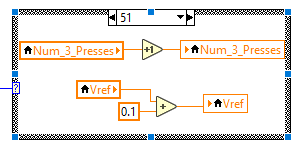 51
Num_3_Presses +1 Num_3_Presses
?
Vref
0.1 + Vref